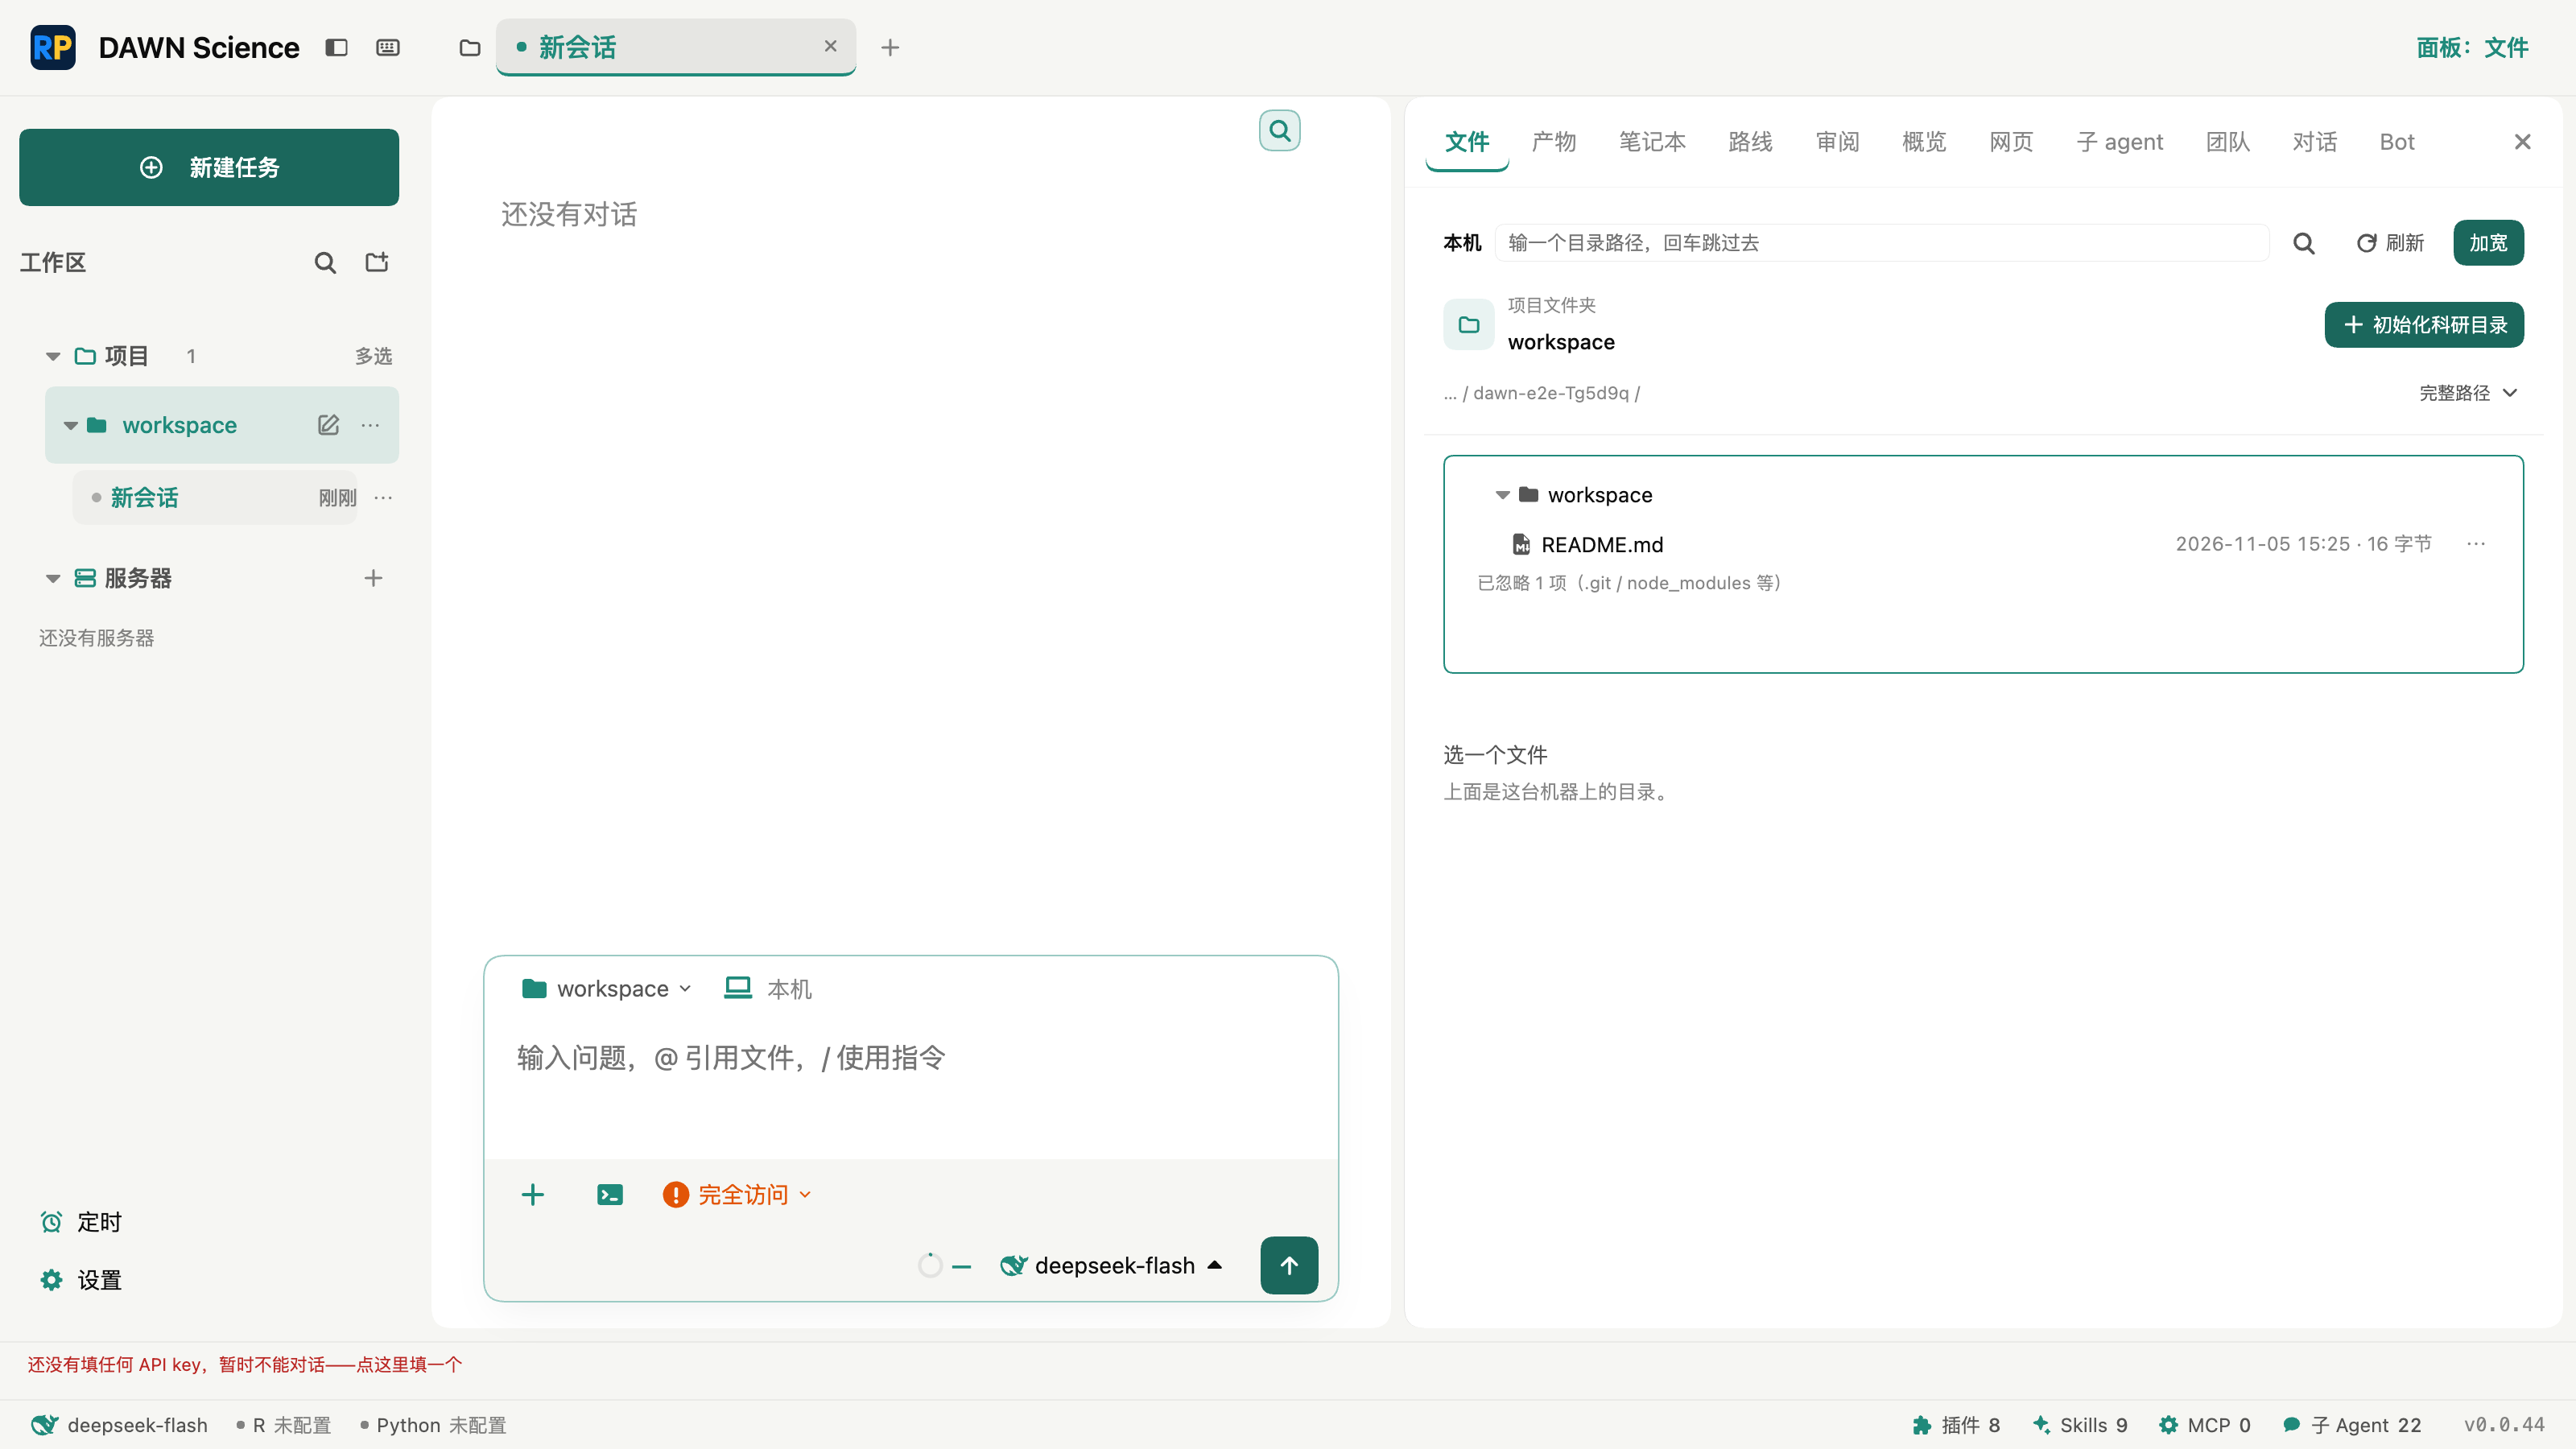 RP DAWN Science
新会话
面板：文件
新建任务
工作区
项目 1 多选
workspace
新会话 刚刚
服务器
还没有服务器
定时
设置
还没有对话
workspace 本机
输入问题，@ 引用文件，/ 使用指令
完全访问
deepseek-flash
文件 产物 笔记本 路线 审阅 概览 网页 子 agent 团队 对话 Bot
本机 输一个目录路径，回车跳过去 刷新 加宽
项目文件夹
workspace
初始化科研目录
... / dawn-e2e-Tg5d9q / 完整路径
workspace
README.md 2026-11-05 15:25 · 16 字节
已忽略 1 项（.git / node_modules 等）
选一个文件
上面是这台机器上的目录。
还没有填任何 API key，暂时不能对话——点这里填一个
deepseek-flash R 未配置 Python 未配置 插件 8 Skills 9 MCP 0 子 Agent 22 v0.0.44